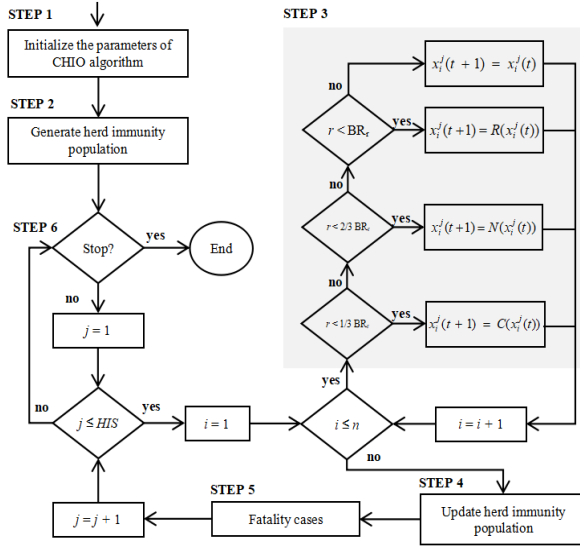 STEP 1
Initialize the parameters of
CHIO algorithm
STEP 2
Generate herd immunity
population
STEP 6
Stop?
yes
End
no
j = 1
j ≤ HIS
no
yes
i = 1
i ≤ n
yes
no
STEP 3
r < 1/3 BRᵣ
yes
x_i^j(t + 1) = C(x_i^j(t))
no
r < 2/3 BRᵣ
yes
x_i^j(t+1) = N(x_i^j(t))
no
r < BRᵣ
yes
x_i^j(t+1) = R(x_i^j(t))
no
x_i^j(t + 1) = x_i^j(t)
i = i + 1
STEP 4
Update herd immunity
population
STEP 5
Fatality cases
j = j + 1